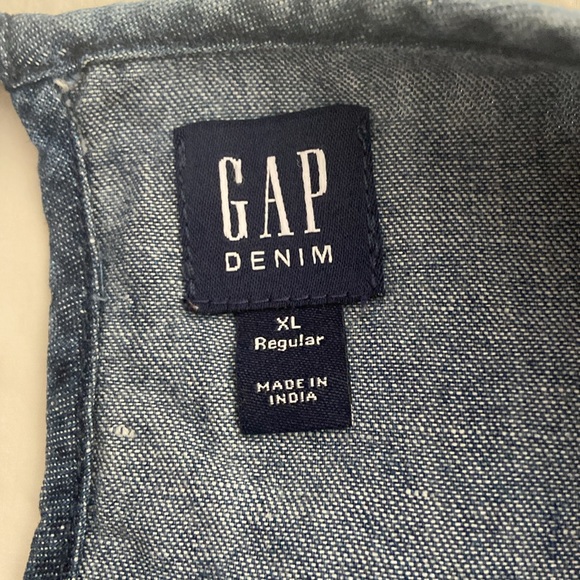 GAP
DENIM
XL
Regular
MADE IN
INDIA